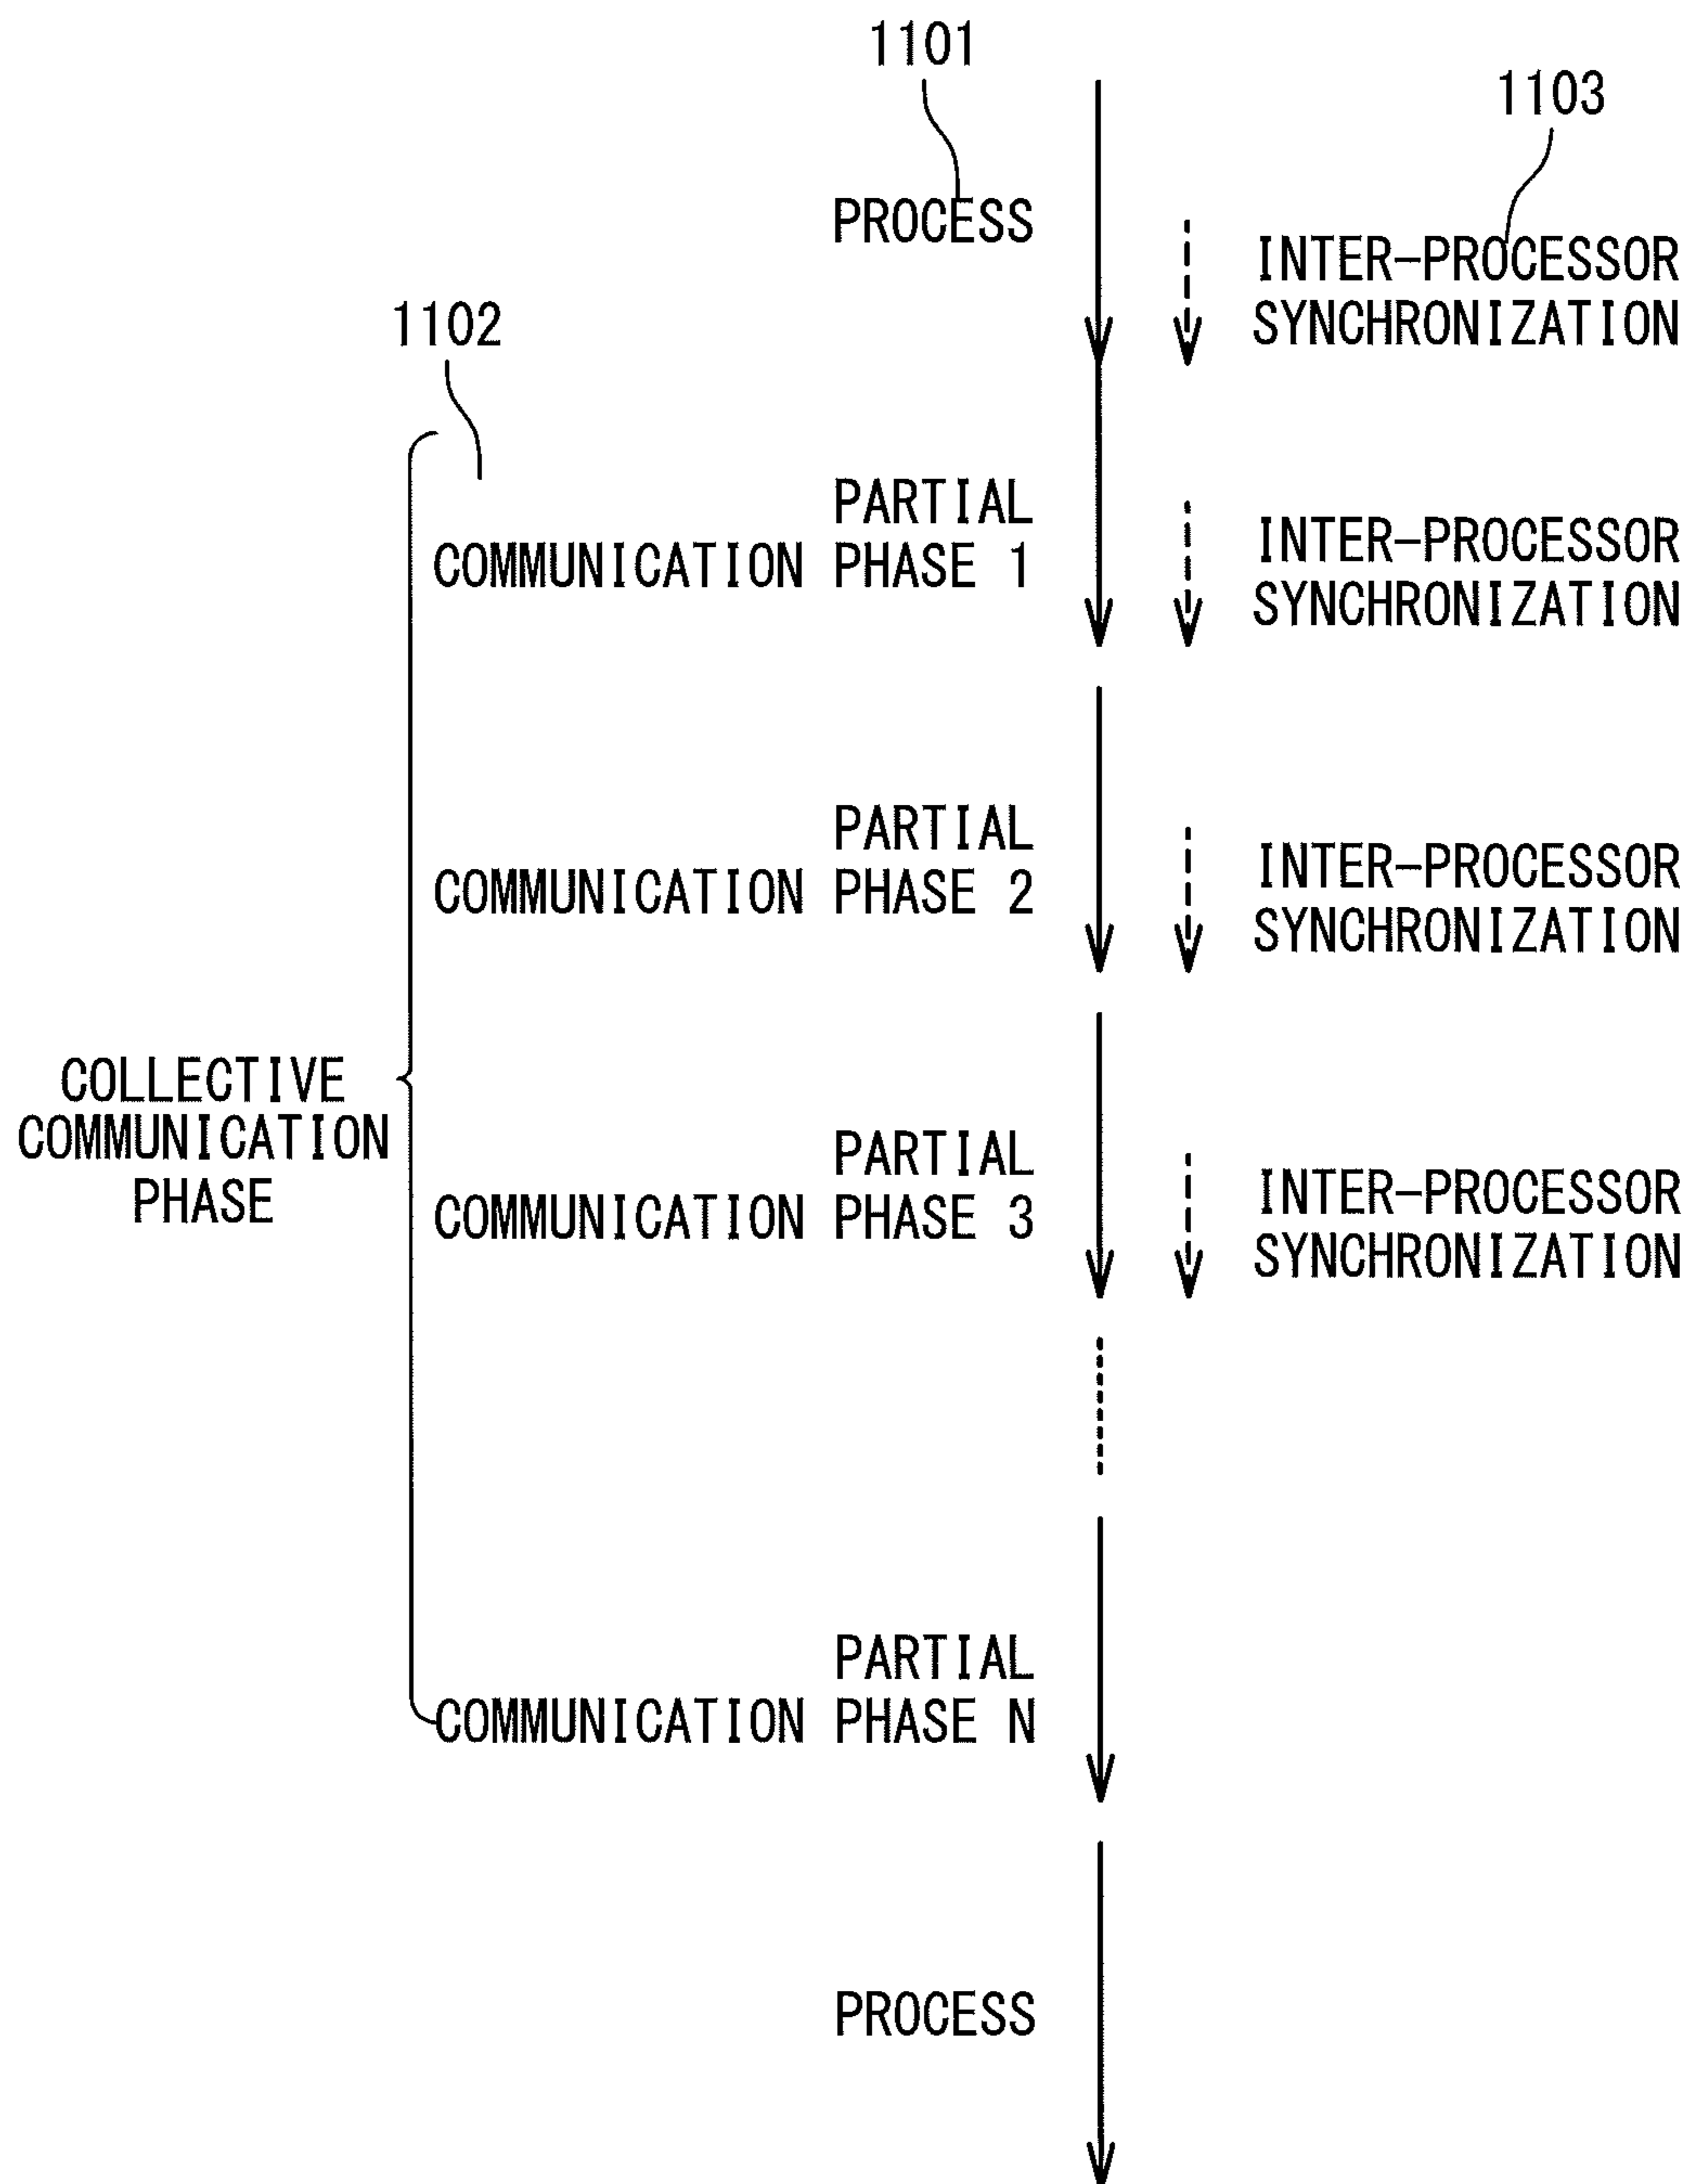 1101
1103
PROCESS
INTER-PROCESSOR
SYNCHRONIZATION
1102
PARTIAL
COMMUNICATION PHASE 1
INTER-PROCESSOR
SYNCHRONIZATION
PARTIAL
COMMUNICATION PHASE 2
INTER-PROCESSOR
SYNCHRONIZATION
COLLECTIVE
COMMUNICATION
PHASE
PARTIAL
COMMUNICATION PHASE 3
INTER-PROCESSOR
SYNCHRONIZATION
PARTIAL
COMMUNICATION PHASE N
PROCESS